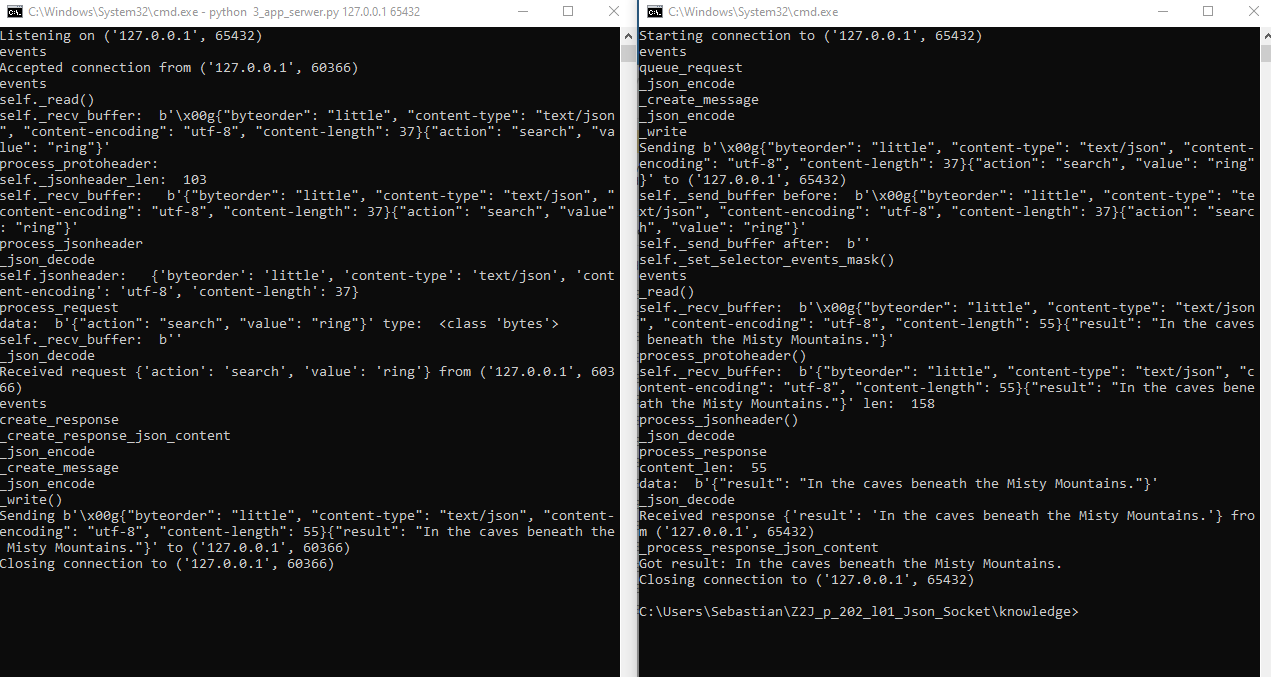 C:\Windows\System32\cmd.exe - python 3_app_serwer.py 127.0.0.1 65432
Listening on ('127.0.0.1', 65432)
events
Accepted connection from ('127.0.0.1', 60366)
events
self._read()
self._recv_buffer:  b'\x00g{"byteorder": "little", "content-type": "text/json
", "content-encoding": "utf-8", "content-length": 37}{"action": "search", "va
lue": "ring"}'
process_protoheader:
self._jsonheader_len:  103
self._recv_buffer:   b'{"byteorder": "little", "content-type": "text/json", "
content-encoding": "utf-8", "content-length": 37}{"action": "search", "value"
: "ring"}'
process_jsonheader
_json_decode
self.jsonheader:   {'byteorder': 'little', 'content-type': 'text/json', 'cont
ent-encoding': 'utf-8', 'content-length': 37}
process_request
data:  b'{"action": "search", "value": "ring"}' type:  <class 'bytes'>
self._recv_buffer:  b''
_json_decode
Received request {'action': 'search', 'value': 'ring'} from ('127.0.0.1', 603
66)
events
create_response
_create_response_json_content
_json_encode
_create_message
_json_encode
_write()
Sending b'\x00g{"byteorder": "little", "content-type": "text/json", "content-
encoding": "utf-8", "content-length": 55}{"result": "In the caves beneath the
 Misty Mountains."}' to ('127.0.0.1', 60366)
Closing connection to ('127.0.0.1', 60366)
C:\Windows\System32\cmd.exe
Starting connection to ('127.0.0.1', 65432)
events
queue_request
_json_encode
_create_message
_json_encode
_write
Sending b'\x00g{"byteorder": "little", "content-type": "text/json", "content-
encoding": "utf-8", "content-length": 37}{"action": "search", "value": "ring"
}' to ('127.0.0.1', 65432)
self._send_buffer before:  b'\x00g{"byteorder": "little", "content-type": "te
xt/json", "content-encoding": "utf-8", "content-length": 37}{"action": "searc
h", "value": "ring"}'
self._send_buffer after:  b''
self._set_selector_events_mask()
events
_read()
self._recv_buffer:  b'\x00g{"byteorder": "little", "content-type": "text/json
", "content-encoding": "utf-8", "content-length": 55}{"result": "In the caves
 beneath the Misty Mountains."}'
process_protoheader()
self._recv_buffer:  b'{"byteorder": "little", "content-type": "text/json", "c
ontent-encoding": "utf-8", "content-length": 55}{"result": "In the caves bene
ath the Misty Mountains."}' len:  158
process_jsonheader()
_json_decode
process_response
content_len:  55
data:  b'{"result": "In the caves beneath the Misty Mountains."}'
_json_decode
Received response {'result': 'In the caves beneath the Misty Mountains.'} fro
m ('127.0.0.1', 65432)
_process_response_json_content
Got result: In the caves beneath the Misty Mountains.
Closing connection to ('127.0.0.1', 65432)
C:\Users\Sebastian\Z2J_p_202_l01_Json_Socket\knowledge>